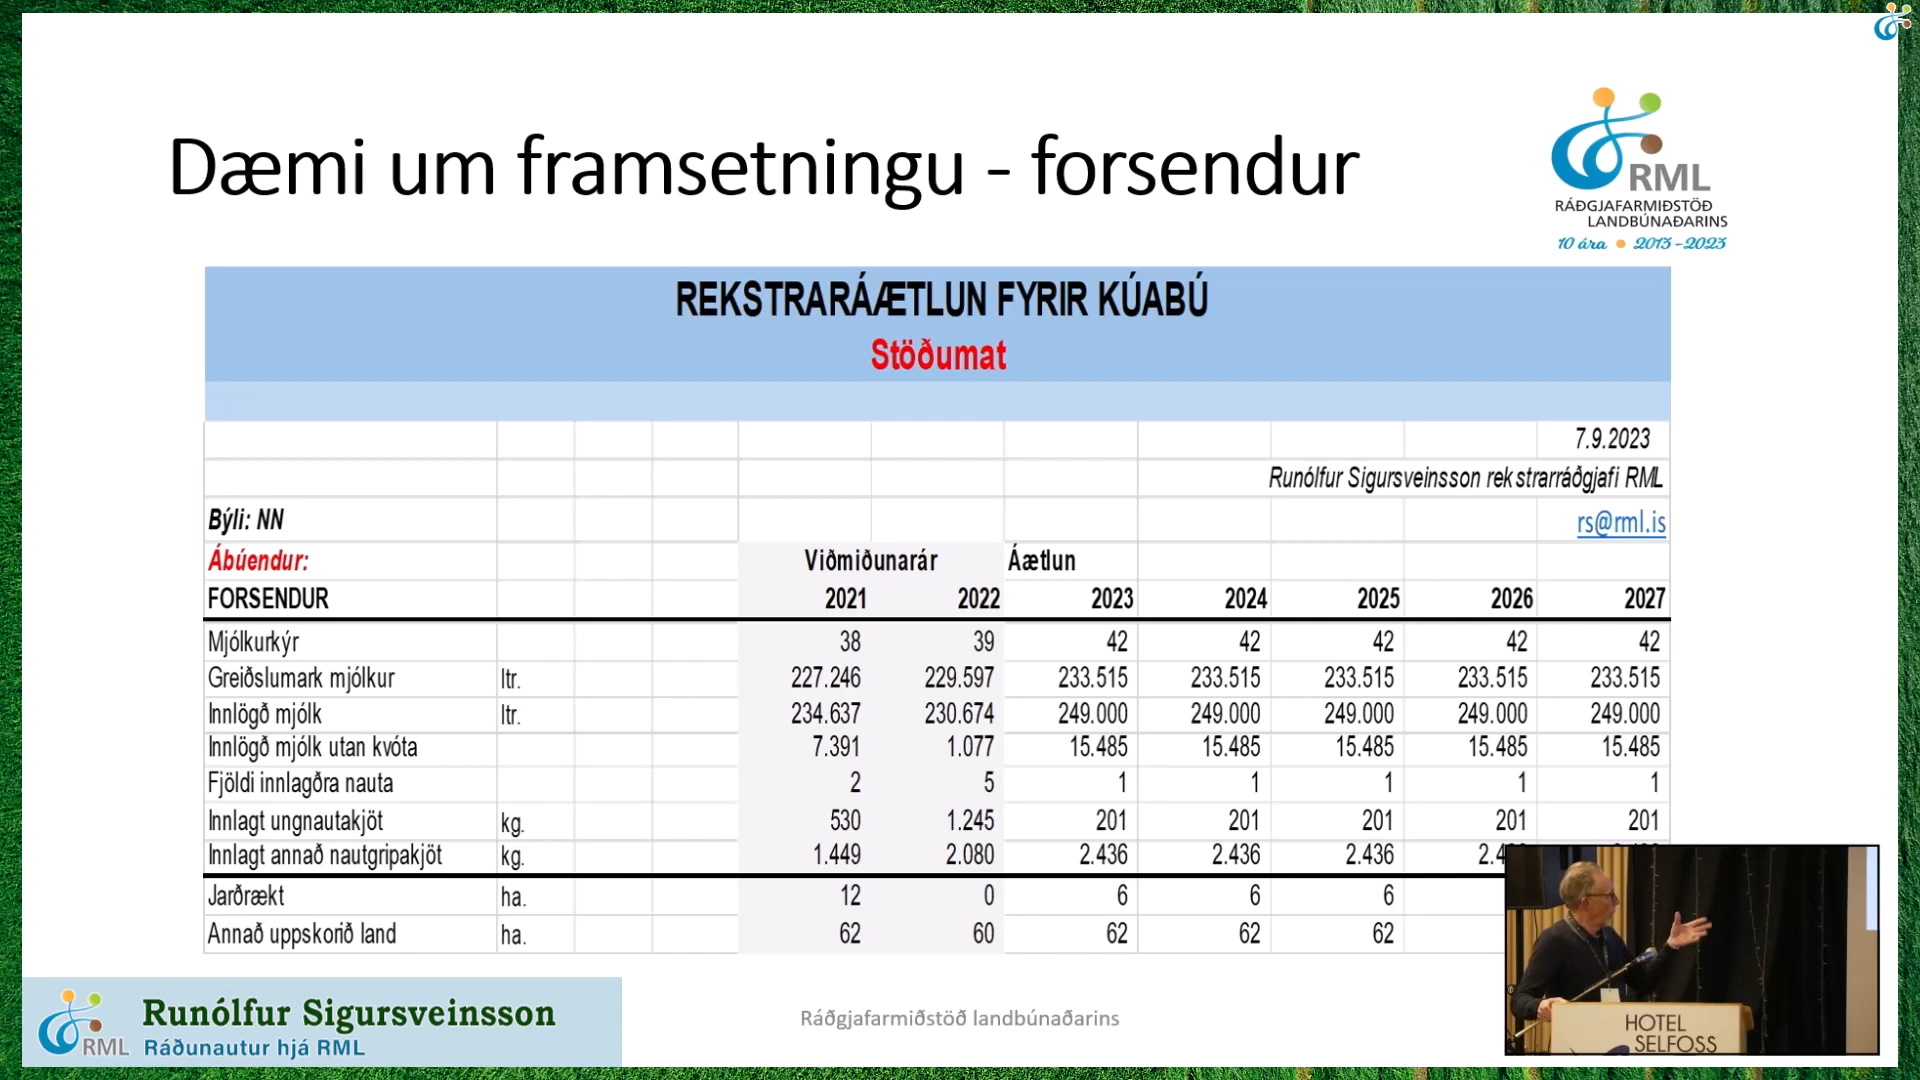 Dæmi um framsetningu - forsendur
RML
RÁÐGJAFARMIÐSTÖÐ
LANDBÚNAÐARINS
10 ára • 2013-2023
REKSTRARÁÆTLUN FYRIR KÚABÚ
Stöðumat
7.9.2023
Runólfur Sigursveinsson rekstrarráðgjafi RML
Býli: NN rs@rml.is
Ábúendur: Viðmiðunarár Áætlun
FORSENDUR 2021 2022 2023 2024 2025 2026 2027
Mjólkurkýr 38 39 42 42 42 42 42
Greiðslumark mjólkur ltr. 227.246 229.597 233.515 233.515 233.515 233.515 233.515
Innlögð mjólk ltr. 234.637 230.674 249.000 249.000 249.000 249.000 249.000
Innlögð mjólk utan kvóta 7.391 1.077 15.485 15.485 15.485 15.485 15.485
Fjöldi innlagðra nauta 2 5 1 1 1 1 1
Innlagt ungnautakjöt kg. 530 1.245 201 201 201 201 201
Innlagt annað nautgripakjöt kg. 1.449 2.080 2.436 2.436 2.436
Jarðrækt ha. 12 0 6 6 6
Annað uppskorið land ha. 62 60 62 62 62
RML
Runólfur Sigursveinsson
Ráðunautur hjá RML
Ráðgjafarmiðstöð landbúnaðarins
HOTEL
SELFOSS